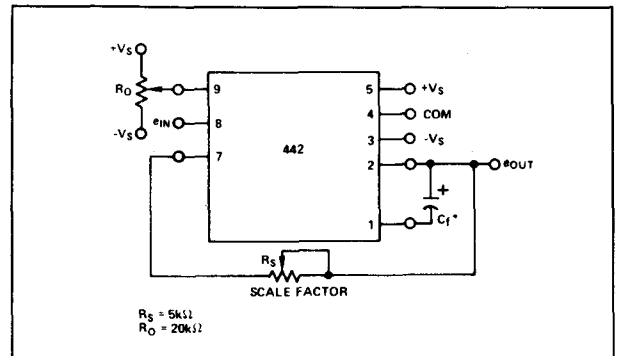 +VS
RO
-VS
eIN
9
8
7
442
5
4
3
2
1
+VS
COM
-VS
eOUT
+
Cf*
RS
SCALE FACTOR
RS = 5kΩ
RO = 20kΩ